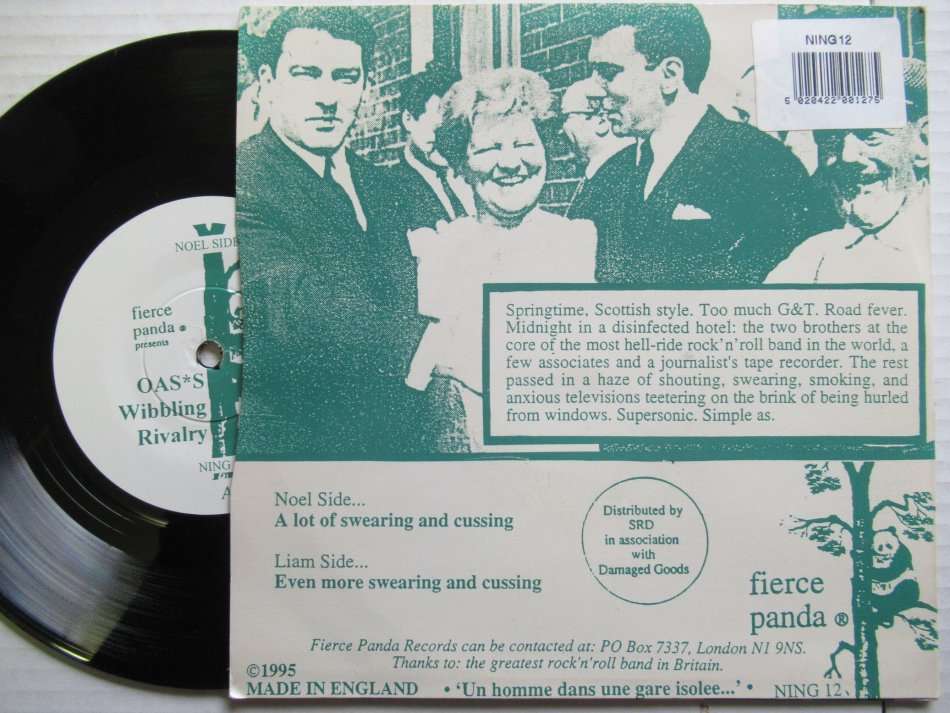 NING12
5 020422 001275
NOEL SIDE
fierce
panda ®
presents
OAS*S
Wibbling
Rivalry
NING
A
Springtime. Scottish style. Too much G&T. Road fever.
Midnight in a disinfected hotel: the two brothers at the
core of the most hell-ride rock'n'roll band in the world, a
few associates and a journalist's tape recorder. The rest
passed in a haze of shouting, swearing, smoking, and
anxious televisions teetering on the brink of being hurled
from windows. Supersonic. Simple as.
Noel Side...
A lot of swearing and cussing
Liam Side...
Even more swearing and cussing
Distributed by
SRD
in association
with
Damaged Goods
fierce
panda ®
Fierce Panda Records can be contacted at: PO Box 7337, London N1 9NS.
Thanks to: the greatest rock'n'roll band in Britain.
©1995
MADE IN ENGLAND • 'Un homme dans une gare isolee...' • NING 12